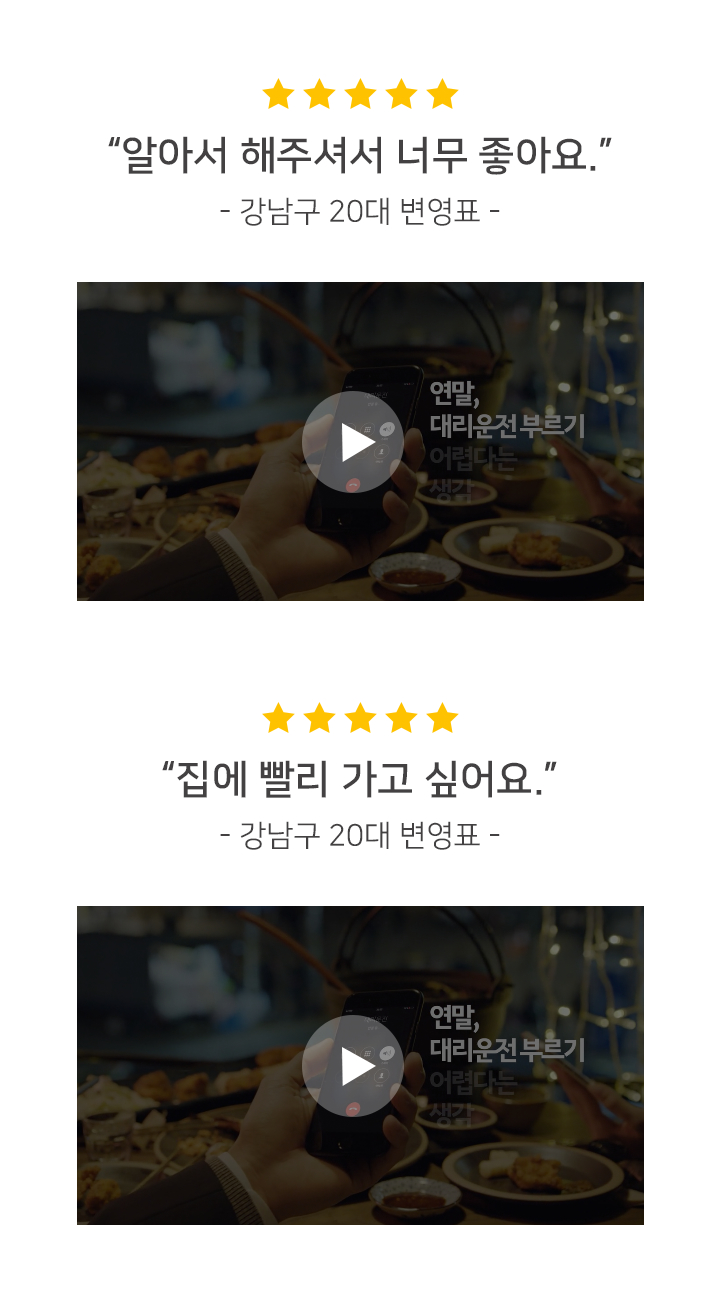 “알아서 해주셔서 너무 좋아요.”
- 강남구 20대 변영표 -
연말,
대리운전 부르기
어렵다는
생각
“집에 빨리 가고 싶어요.”
- 강남구 20대 변영표 -
연말,
대리운전 부르기
어렵다는
생각